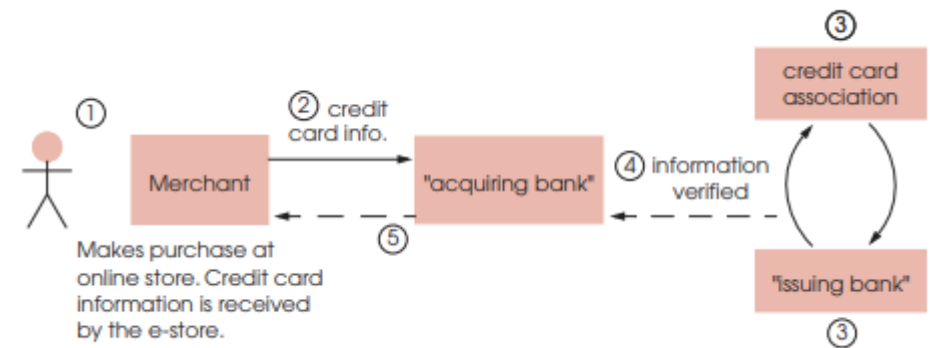 ③
credit card
association
①
② credit
card info.
Merchant
"acquiring bank"
④ information
verified
⑤
Makes purchase at
online store. Credit card
information is received
by the e-store.
"issuing bank"
③